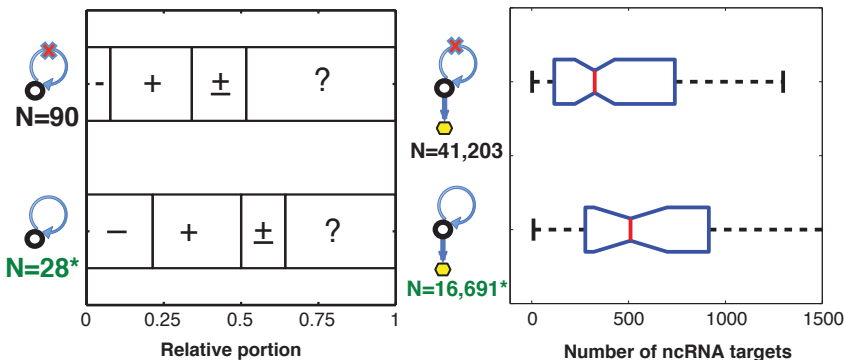 - + ± ?
N=90
N=41,203
− + ± ?
N=28*
N=16,691*
0 0.25 0.5 0.75 1
Relative portion
0 500 1000 1500
Number of ncRNA targets